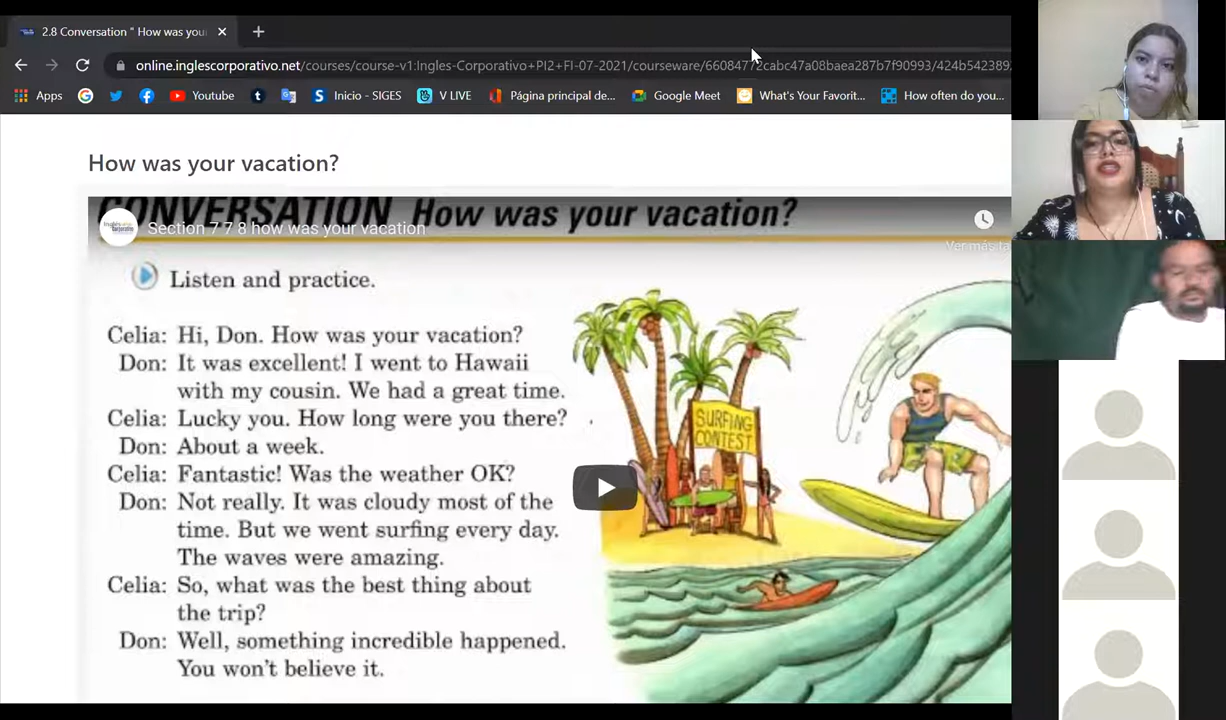 2.8 Conversation " How was you
online.inglescorporativo.net/courses/course-v1:Ingles-Corporativo+PI2+FI-07-2021/courseware/66084772cabc47a08baea287b7f90993/424b542389
Apps Youtube Inicio - SIGES V LIVE Página principal de... Google Meet What's Your Favorit... How often do you...
How was your vacation?
CONVERSATION How was your vacation?
Section 7 7 8 how was your vacation
Ver más ta
Listen and practice.
Celia: Hi, Don. How was your vacation?
Don: It was excellent! I went to Hawaii
with my cousin. We had a great time.
Celia: Lucky you. How long were you there?
Don: About a week.
Celia: Fantastic! Was the weather OK?
Don: Not really. It was cloudy most of the
time. But we went surfing every day.
The waves were amazing.
Celia: So, what was the best thing about
the trip?
Don: Well, something incredible happened.
You won't believe it.
SURFING
CONTEST